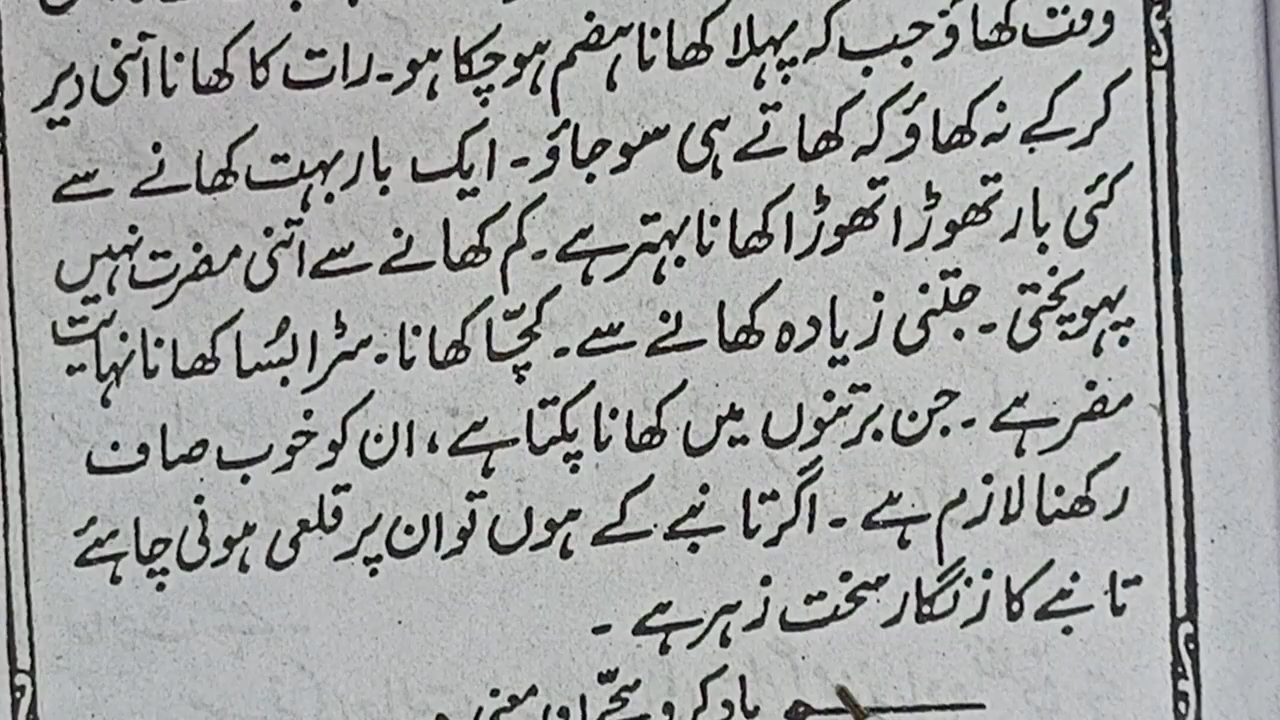 وقت کھاؤ جب کہ پہلا کھانا ہضم ہو چکا ہو۔ رات کا کھانا اتنی دیر
کر کے نہ کھاؤ کہ کھاتے ہی سو جاؤ۔ ایک بار بہت کھانے سے
کئی بار تھوڑا تھوڑا کھانا بہتر ہے۔ کم کھانے سے اتنی مضرت نہیں
پہونچتی۔ جتنی زیادہ کھانے سے۔ کچّا کھانا۔ سڑا بُسا کھانا نہایت
مضر ہے۔ جن برتنوں میں کھانا پکتا ہے، ان کو خوب صاف
رکھنا لازم ہے۔ اگر تانبے کے ہوں تو ان پر قلعی ہونی چاہئے
تانبے کا زنگار سخت زہر ہے۔
یاد کرو